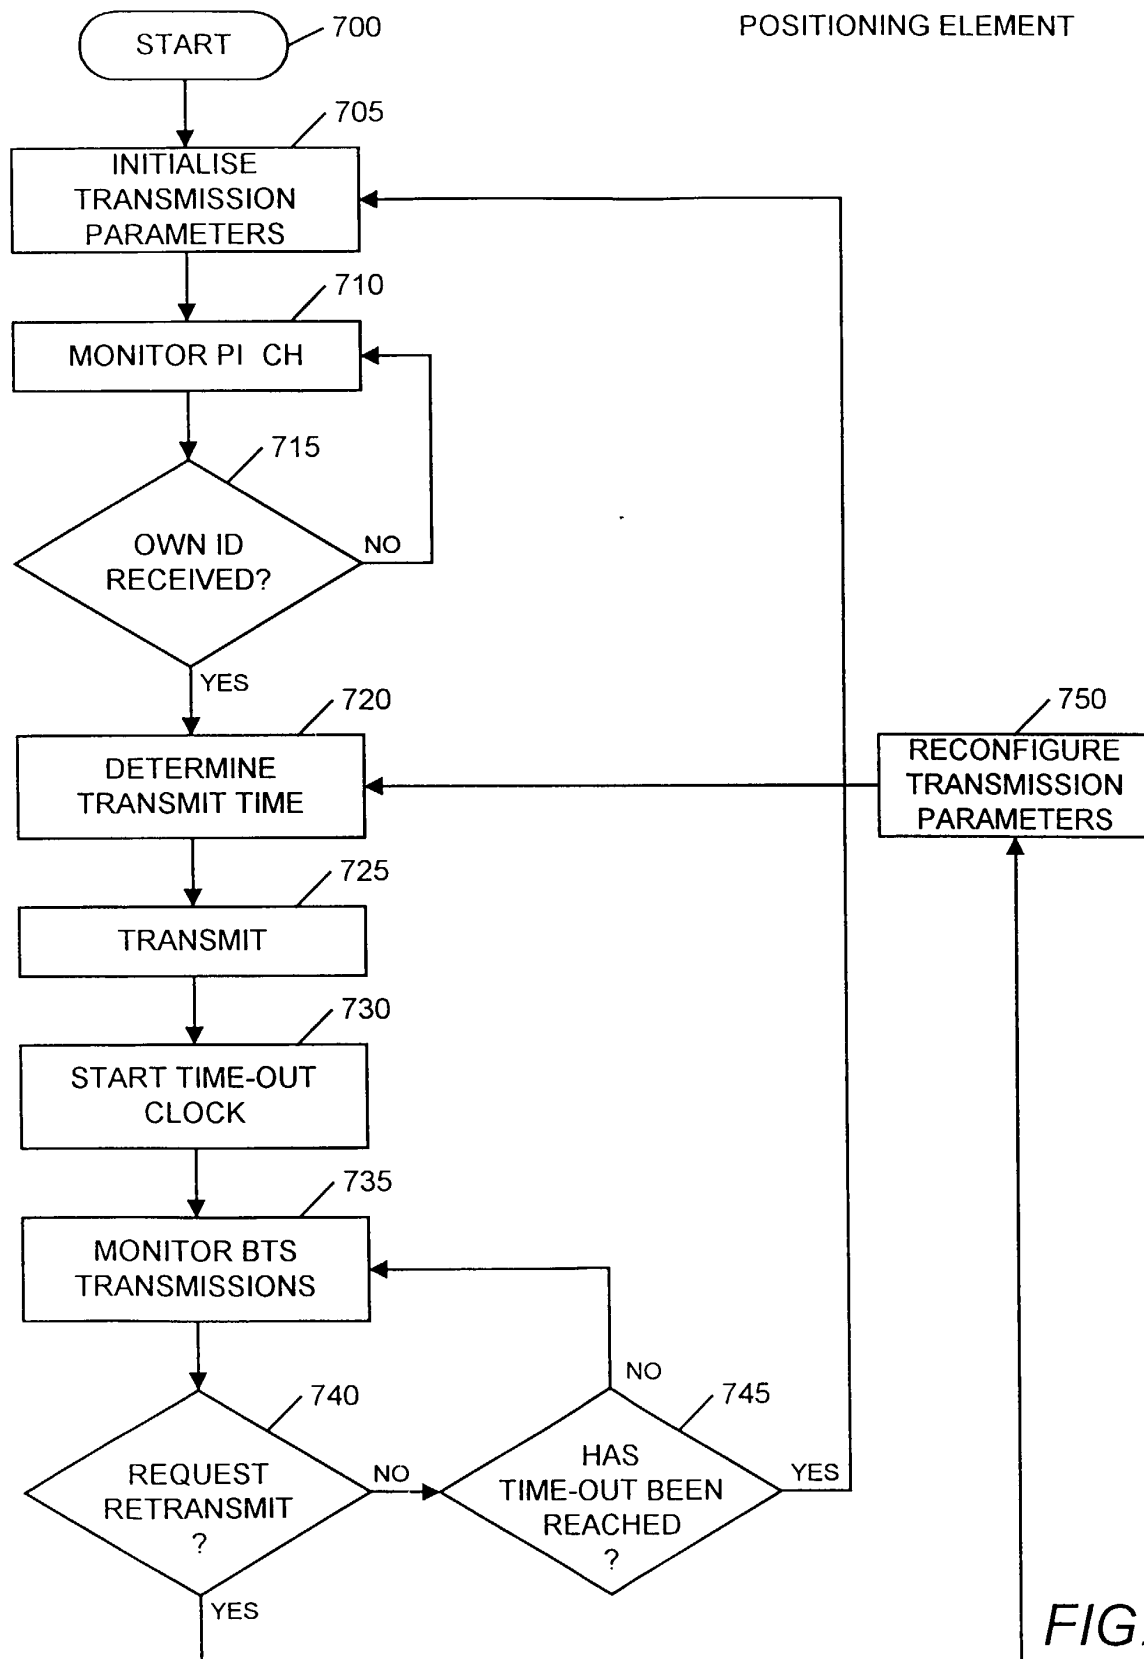 POSITIONING ELEMENT
START
700
705
INITIALISE
TRANSMISSION
PARAMETERS
710
MONITOR PI CH
715
OWN ID
RECEIVED?
NO
YES
720
DETERMINE
TRANSMIT TIME
750
RECONFIGURE
TRANSMISSION
PARAMETERS
725
TRANSMIT
730
START TIME-OUT
CLOCK
735
MONITOR BTS
TRANSMISSIONS
NO
740
REQUEST
RETRANSMIT
?
NO
745
HAS
TIME-OUT BEEN
REACHED
?
YES
YES
FIG.